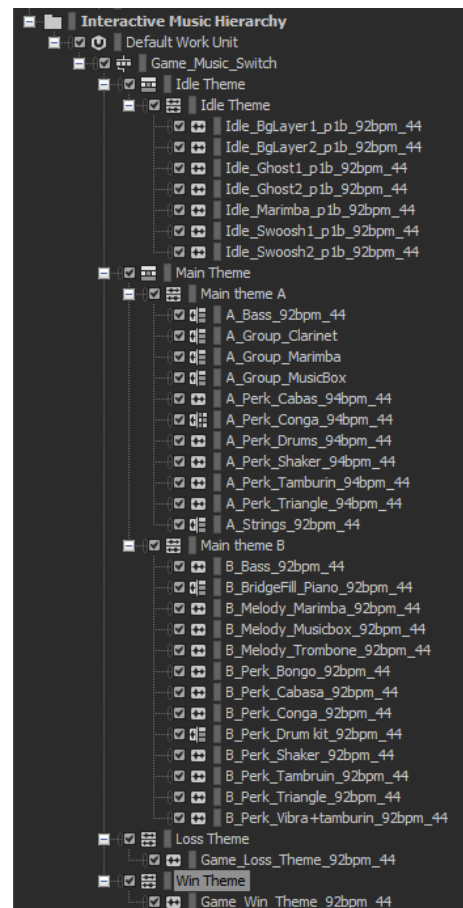 Interactive Music Hierarchy
Default Work Unit
Game_Music_Switch
Idle Theme
Idle Theme
Idle_BgLayer1_p1b_92bpm_44
Idle_BgLayer2_p1b_92bpm_44
Idle_Ghost1_p1b_92bpm_44
Idle_Ghost2_p1b_92bpm_44
Idle_Marimba_p1b_92bpm_44
Idle_Swoosh1_p1b_92bpm_44
Idle_Swoosh2_p1b_92bpm_44
Main Theme
Main theme A
A_Bass_92bpm_44
A_Group_Clarinet
A_Group_Marimba
A_Group_MusicBox
A_Perk_Cabas_94bpm_44
A_Perk_Conga_94bpm_44
A_Perk_Drums_94bpm_44
A_Perk_Shaker_94bpm_44
A_Perk_Tamburin_94bpm_44
A_Perk_Triangle_94bpm_44
A_Strings_92bpm_44
Main theme B
B_Bass_92bpm_44
B_BridgeFill_Piano_92bpm_44
B_Melody_Marimba_92bpm_44
B_Melody_Musicbox_92bpm_44
B_Melody_Trombone_92bpm_44
B_Perk_Bongo_92bpm_44
B_Perk_Cabasa_92bpm_44
B_Perk_Conga_92bpm_44
B_Perk_Drum kit_92bpm_44
B_Perk_Shaker_92bpm_44
B_Perk_Tambruin_92bpm_44
B_Perk_Triangle_92bpm_44
B_Perk_Vibra+tamburin_92bpm_44
Loss Theme
Game_Loss_Theme_92bpm_44
Win Theme
Game_Win_Theme_92bpm_44